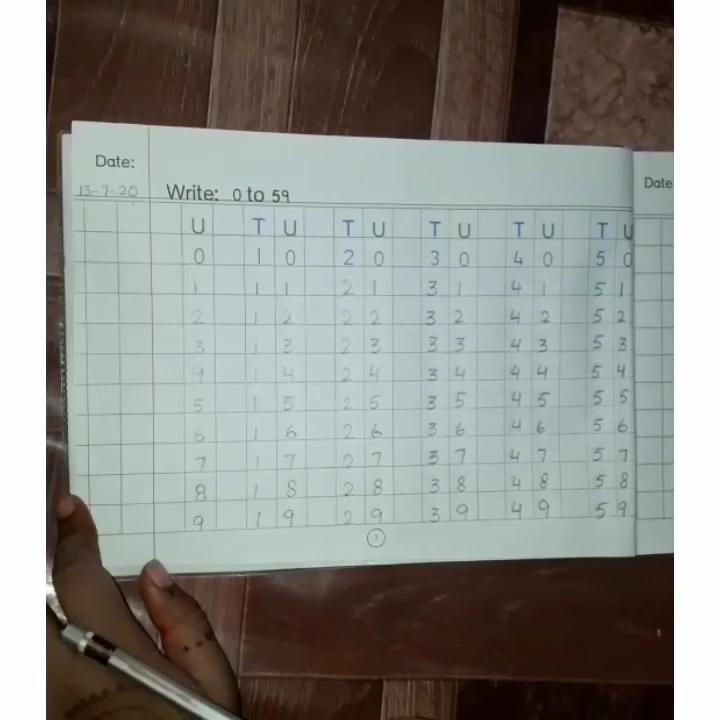 Date:
Date
13-7-20
Write: 0 to 59
U T U T U T U T U T U
0 1 0 2 0 3 0 4 0 5 0
1 1 1 2 1 3 1 4 1 5 1
2 1 2 2 2 3 2 4 2 5 2
3 1 3 2 3 3 3 4 3 5 3
4 1 4 2 4 3 4 4 4 5 4
5 1 5 2 5 3 5 4 5 5 5
6 1 6 2 6 3 6 4 6 5 6
7 1 7 2 7 3 7 4 7 5 7
8 1 8 2 8 3 8 4 8 5 8
9 1 9 2 9 3 9 4 9 5 9
1